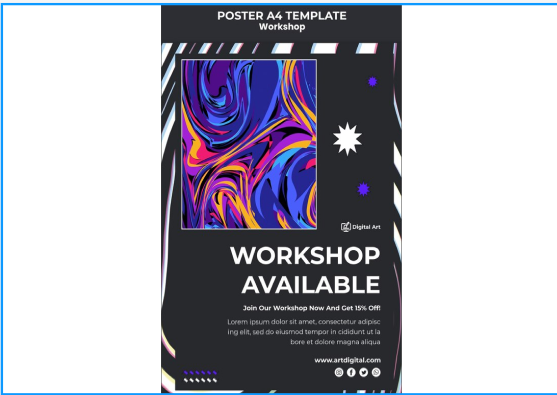 POSTER A4 TEMPLATE
Workshop
Digital Art
WORKSHOP
AVAILABLE
Join Our Workshop Now And Get 15% Off!
Lorem ipsum dolor sit amet, consectetur adipisc
ing elit, sed do eiusmod tempor in cididunt ut la
bore et dolore magna aliqua
www.artdigital.com